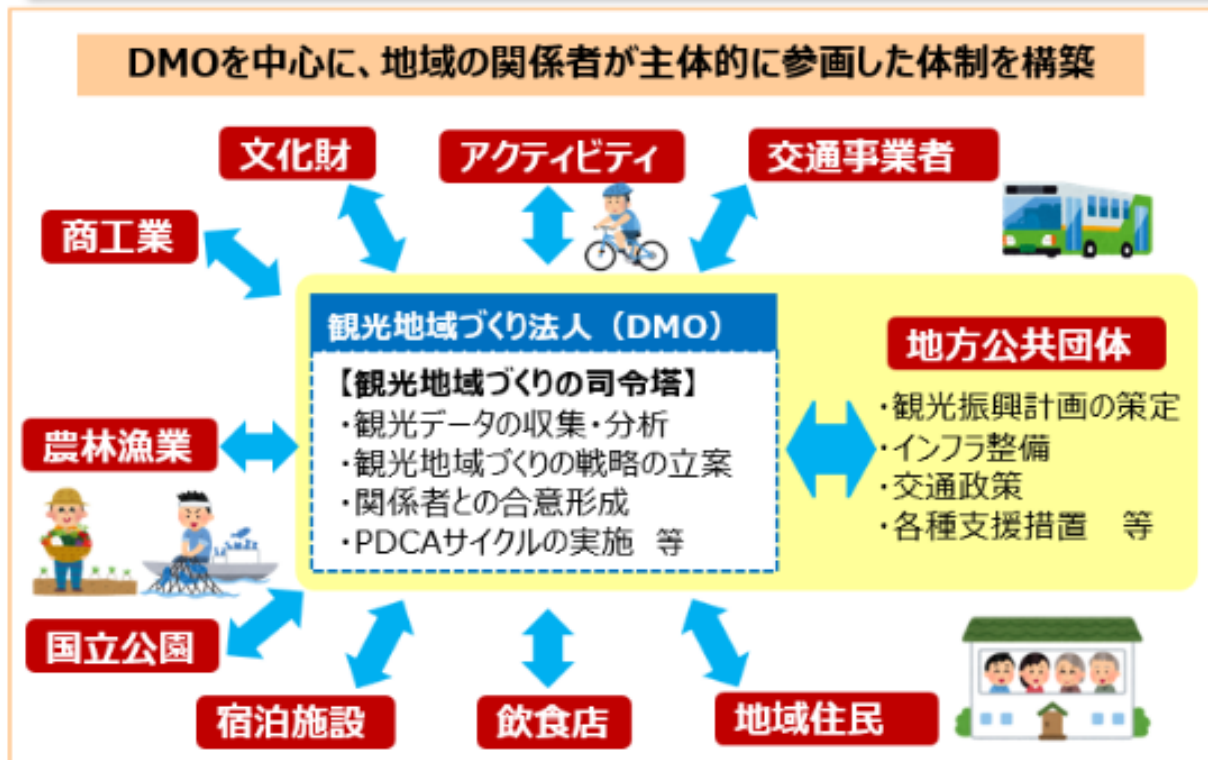 DMOを中心に、地域の関係者が主体的に参画した体制を構築
文化財
アクティビティ
交通事業者
商工業
観光地域づくり法人（DMO）
【観光地域づくりの司令塔】
・観光データの収集・分析
・観光地域づくりの戦略の立案
・関係者との合意形成
・PDCAサイクルの実施　等
地方公共団体
・観光振興計画の策定
・インフラ整備
・交通政策
・各種支援措置　等
農林漁業
国立公園
宿泊施設
飲食店
地域住民